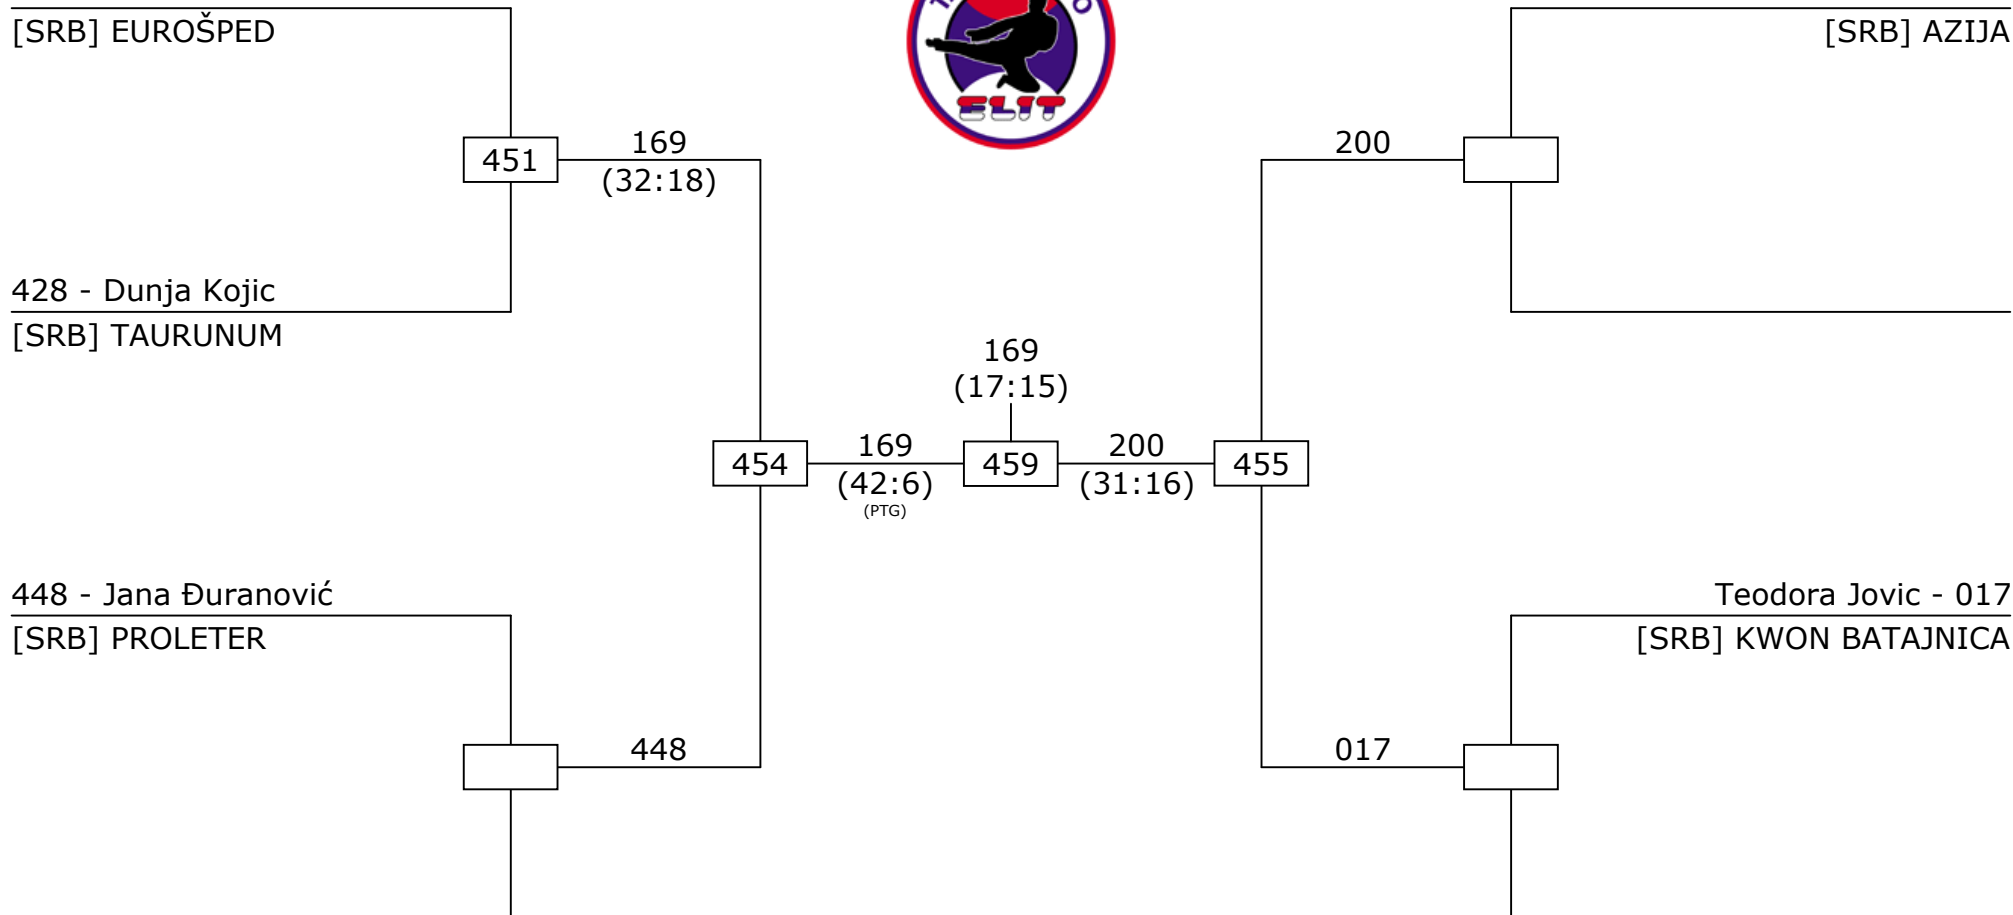 [SRB] EUROŠPED
[SRB] AZIJA
ELIT
451
169
(32:18)
200
428 - Dunja Kojic
[SRB] TAURUNUM
169
(17:15)
454
169
(42:6)
(PTG)
459
200
(31:16)
455
448 - Jana Đuranović
[SRB] PROLETER
Teodora Jovic - 017
[SRB] KWON BATAJNICA
448
017